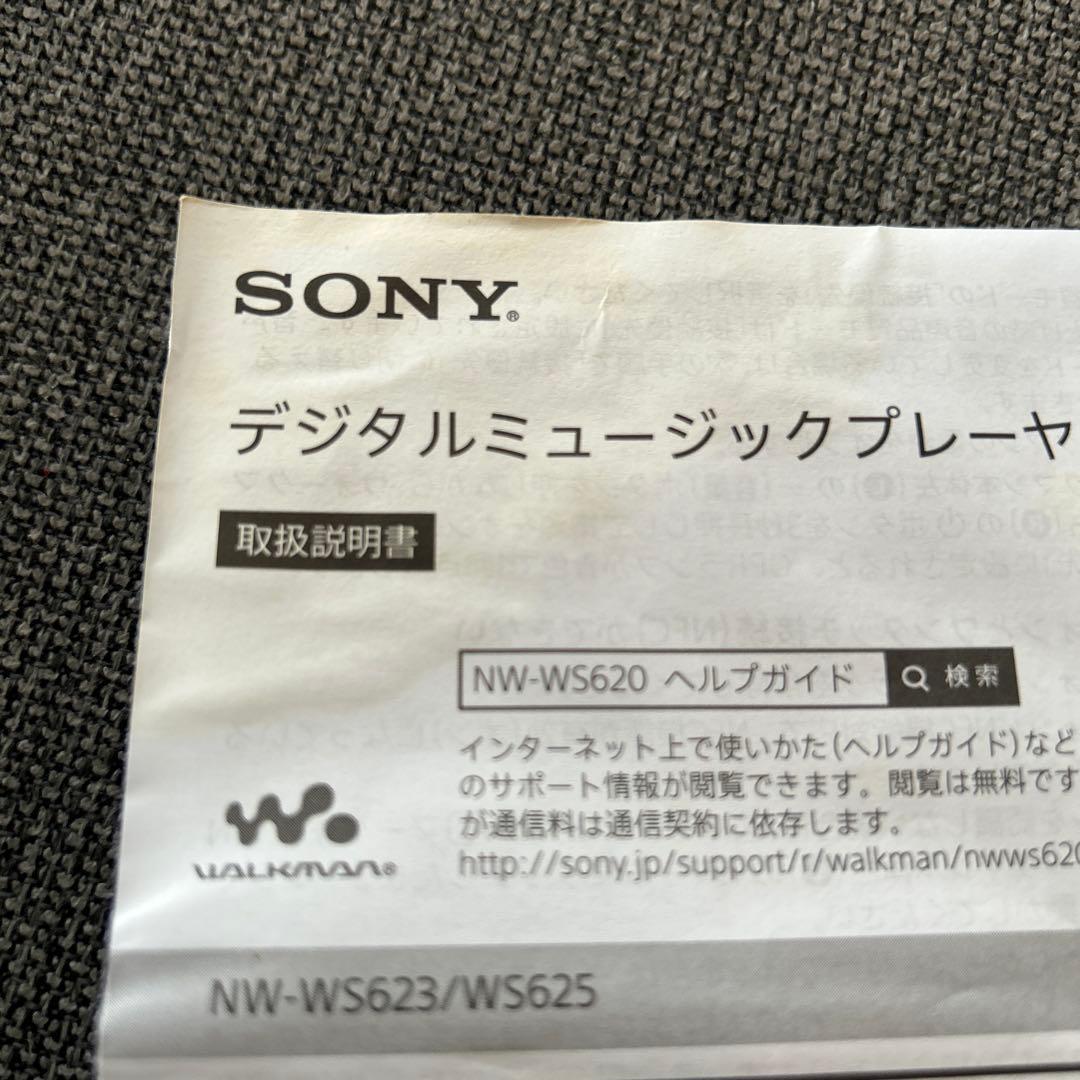 SONY®
デジタルミュージックプレーヤ
取扱説明書
NW-WS620 ヘルプガイド 検索
インターネット上で使いかた(ヘルプガイド)など
のサポート情報が閲覧できます。閲覧は無料です
が通信料は通信契約に依存します。
http://sony.jp/support/r/walkman/nwws620
WALKMAN®
NW-WS623/WS625